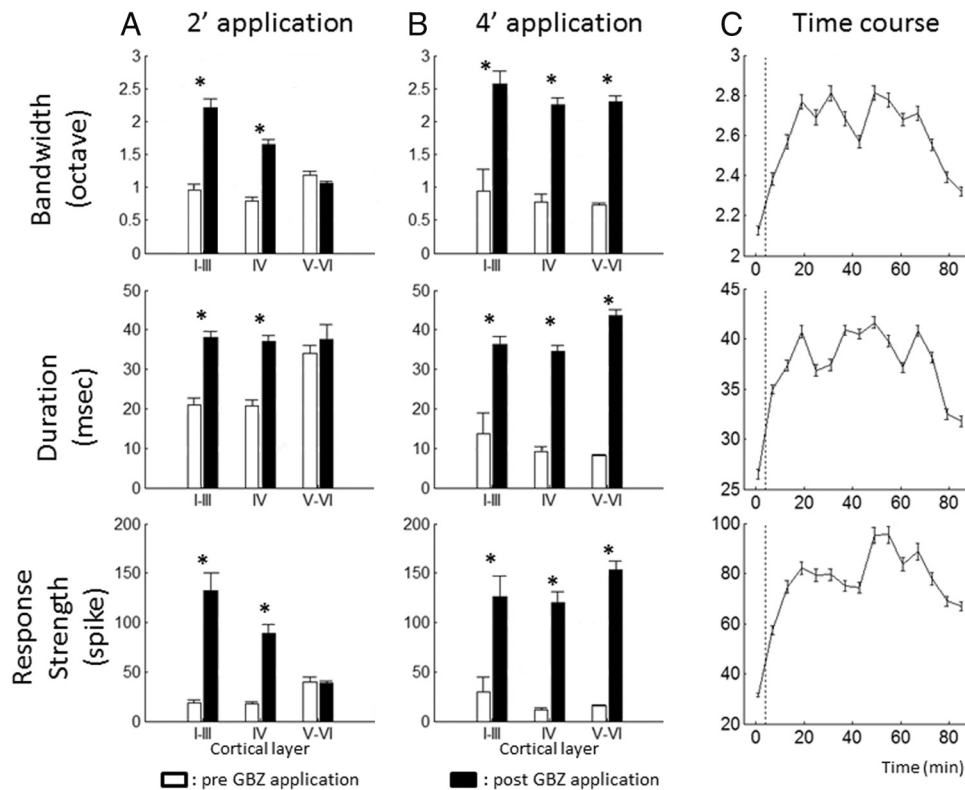 A 2’ application B 4’ application C Time course
Bandwidth
(octave)
3
2.5
2
1.5
1
0.5
0
* *
I-III IV V-VI
3
2.5
2
1.5
1
0.5
0
* * *
I-III IV V-VI
3
2.8
2.6
2.4
2.2
2
0 20 40 60 80
Duration
(msec)
50
40
30
20
10
0
* *
I-III IV V-VI
50
40
30
20
10
0
* * *
I-III IV V-VI
45
40
35
30
25
0 20 40 60 80
Response
Strength
(spike)
200
150
100
50
0
* *
I-III IV V-VI
Cortical layer
200
150
100
50
0
* * *
I-III IV V-VI
Cortical layer
100
80
60
40
20
0 20 40 60 80
Time (min)
: pre GBZ application : post GBZ application